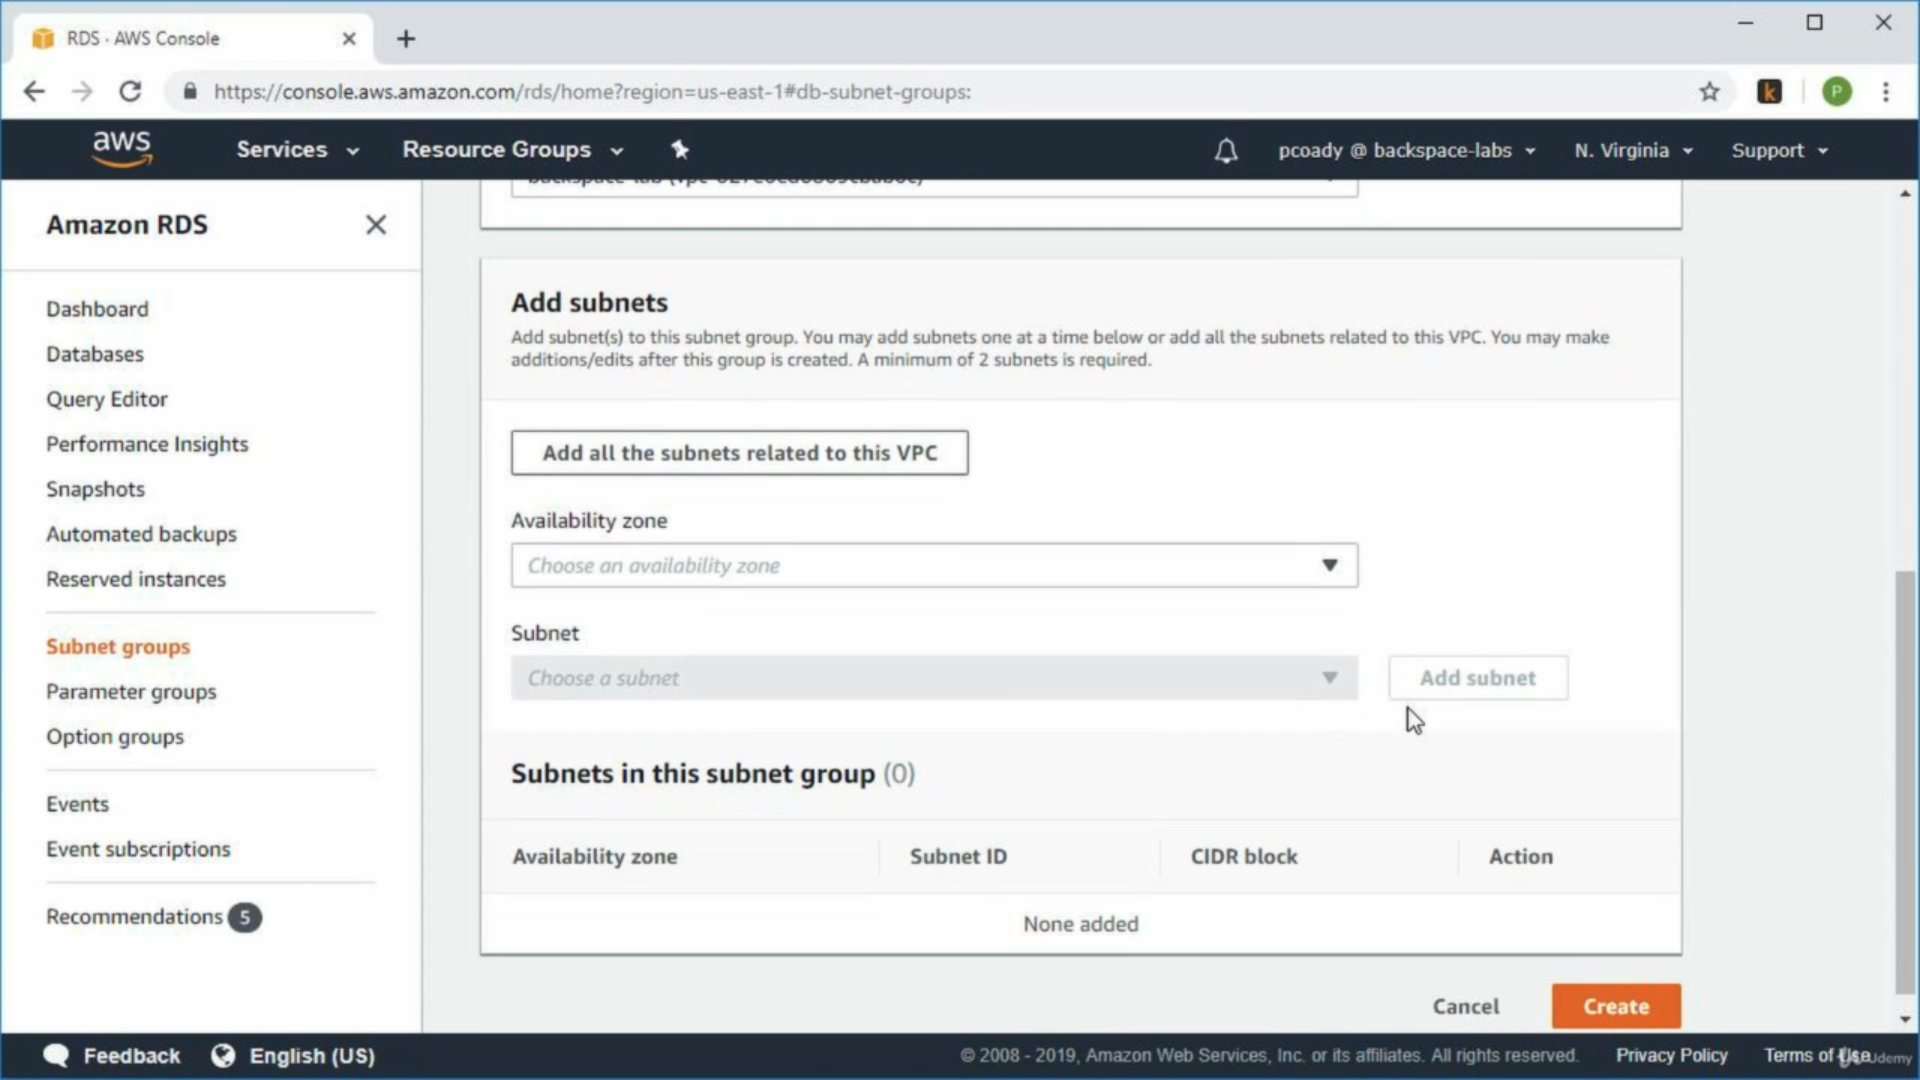 RDS · AWS Console
https://console.aws.amazon.com/rds/home?region=us-east-1#db-subnet-groups:
k
P
aws
Services
Resource Groups
pcoady @ backspace-labs
N. Virginia
Support
Amazon RDS
Dashboard
Databases
Query Editor
Performance Insights
Snapshots
Automated backups
Reserved instances
Subnet groups
Parameter groups
Option groups
Events
Event subscriptions
Recommendations 5
Add subnets
Add subnet(s) to this subnet group. You may add subnets one at a time below or add all the subnets related to this VPC. You may make
additions/edits after this group is created. A minimum of 2 subnets is required.
Add all the subnets related to this VPC
Availability zone
Choose an availability zone
Subnet
Choose a subnet
Add subnet
Subnets in this subnet group (0)
Availability zone
Subnet ID
CIDR block
Action
None added
Cancel
Create
Feedback
English (US)
© 2008 - 2019, Amazon Web Services, Inc. or its affiliates. All rights reserved.
Privacy Policy
Terms of Use
Udemy